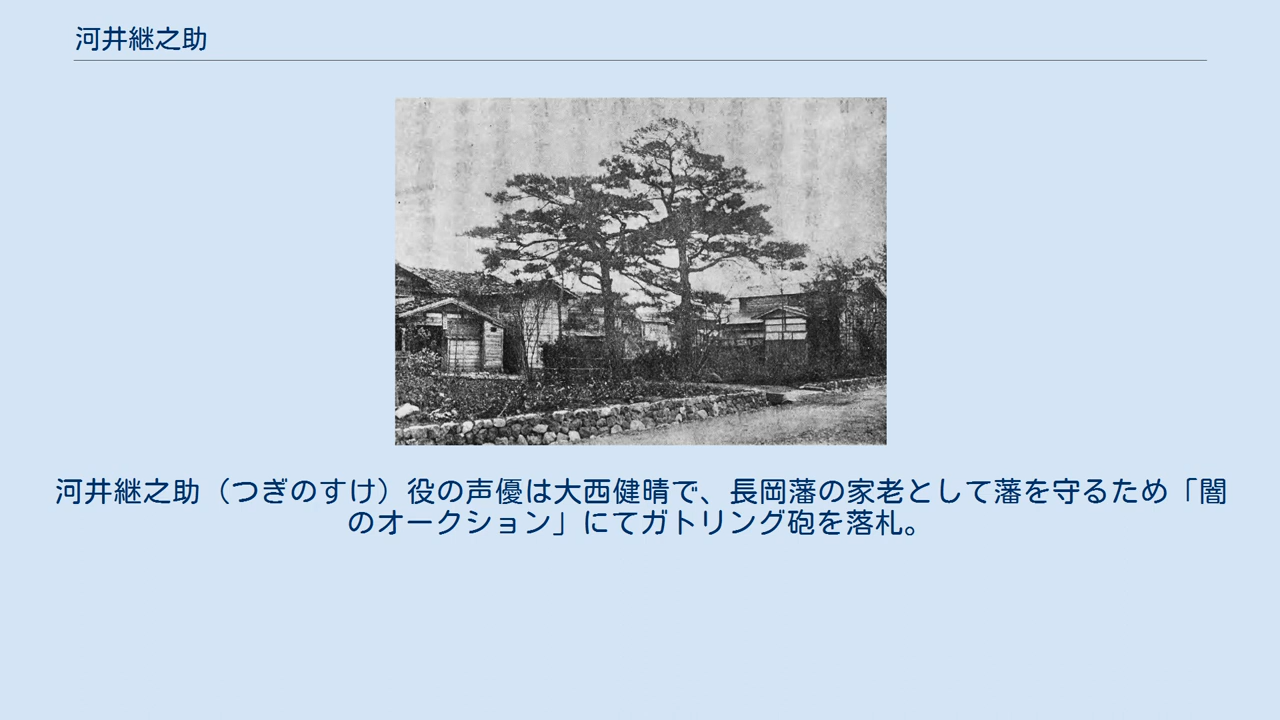 河井継之助
河井継之助（つぎのすけ）役の声優は大西健晴で、長岡藩の家老として藩を守るため「闇
のオークション」にてガトリング砲を落札。